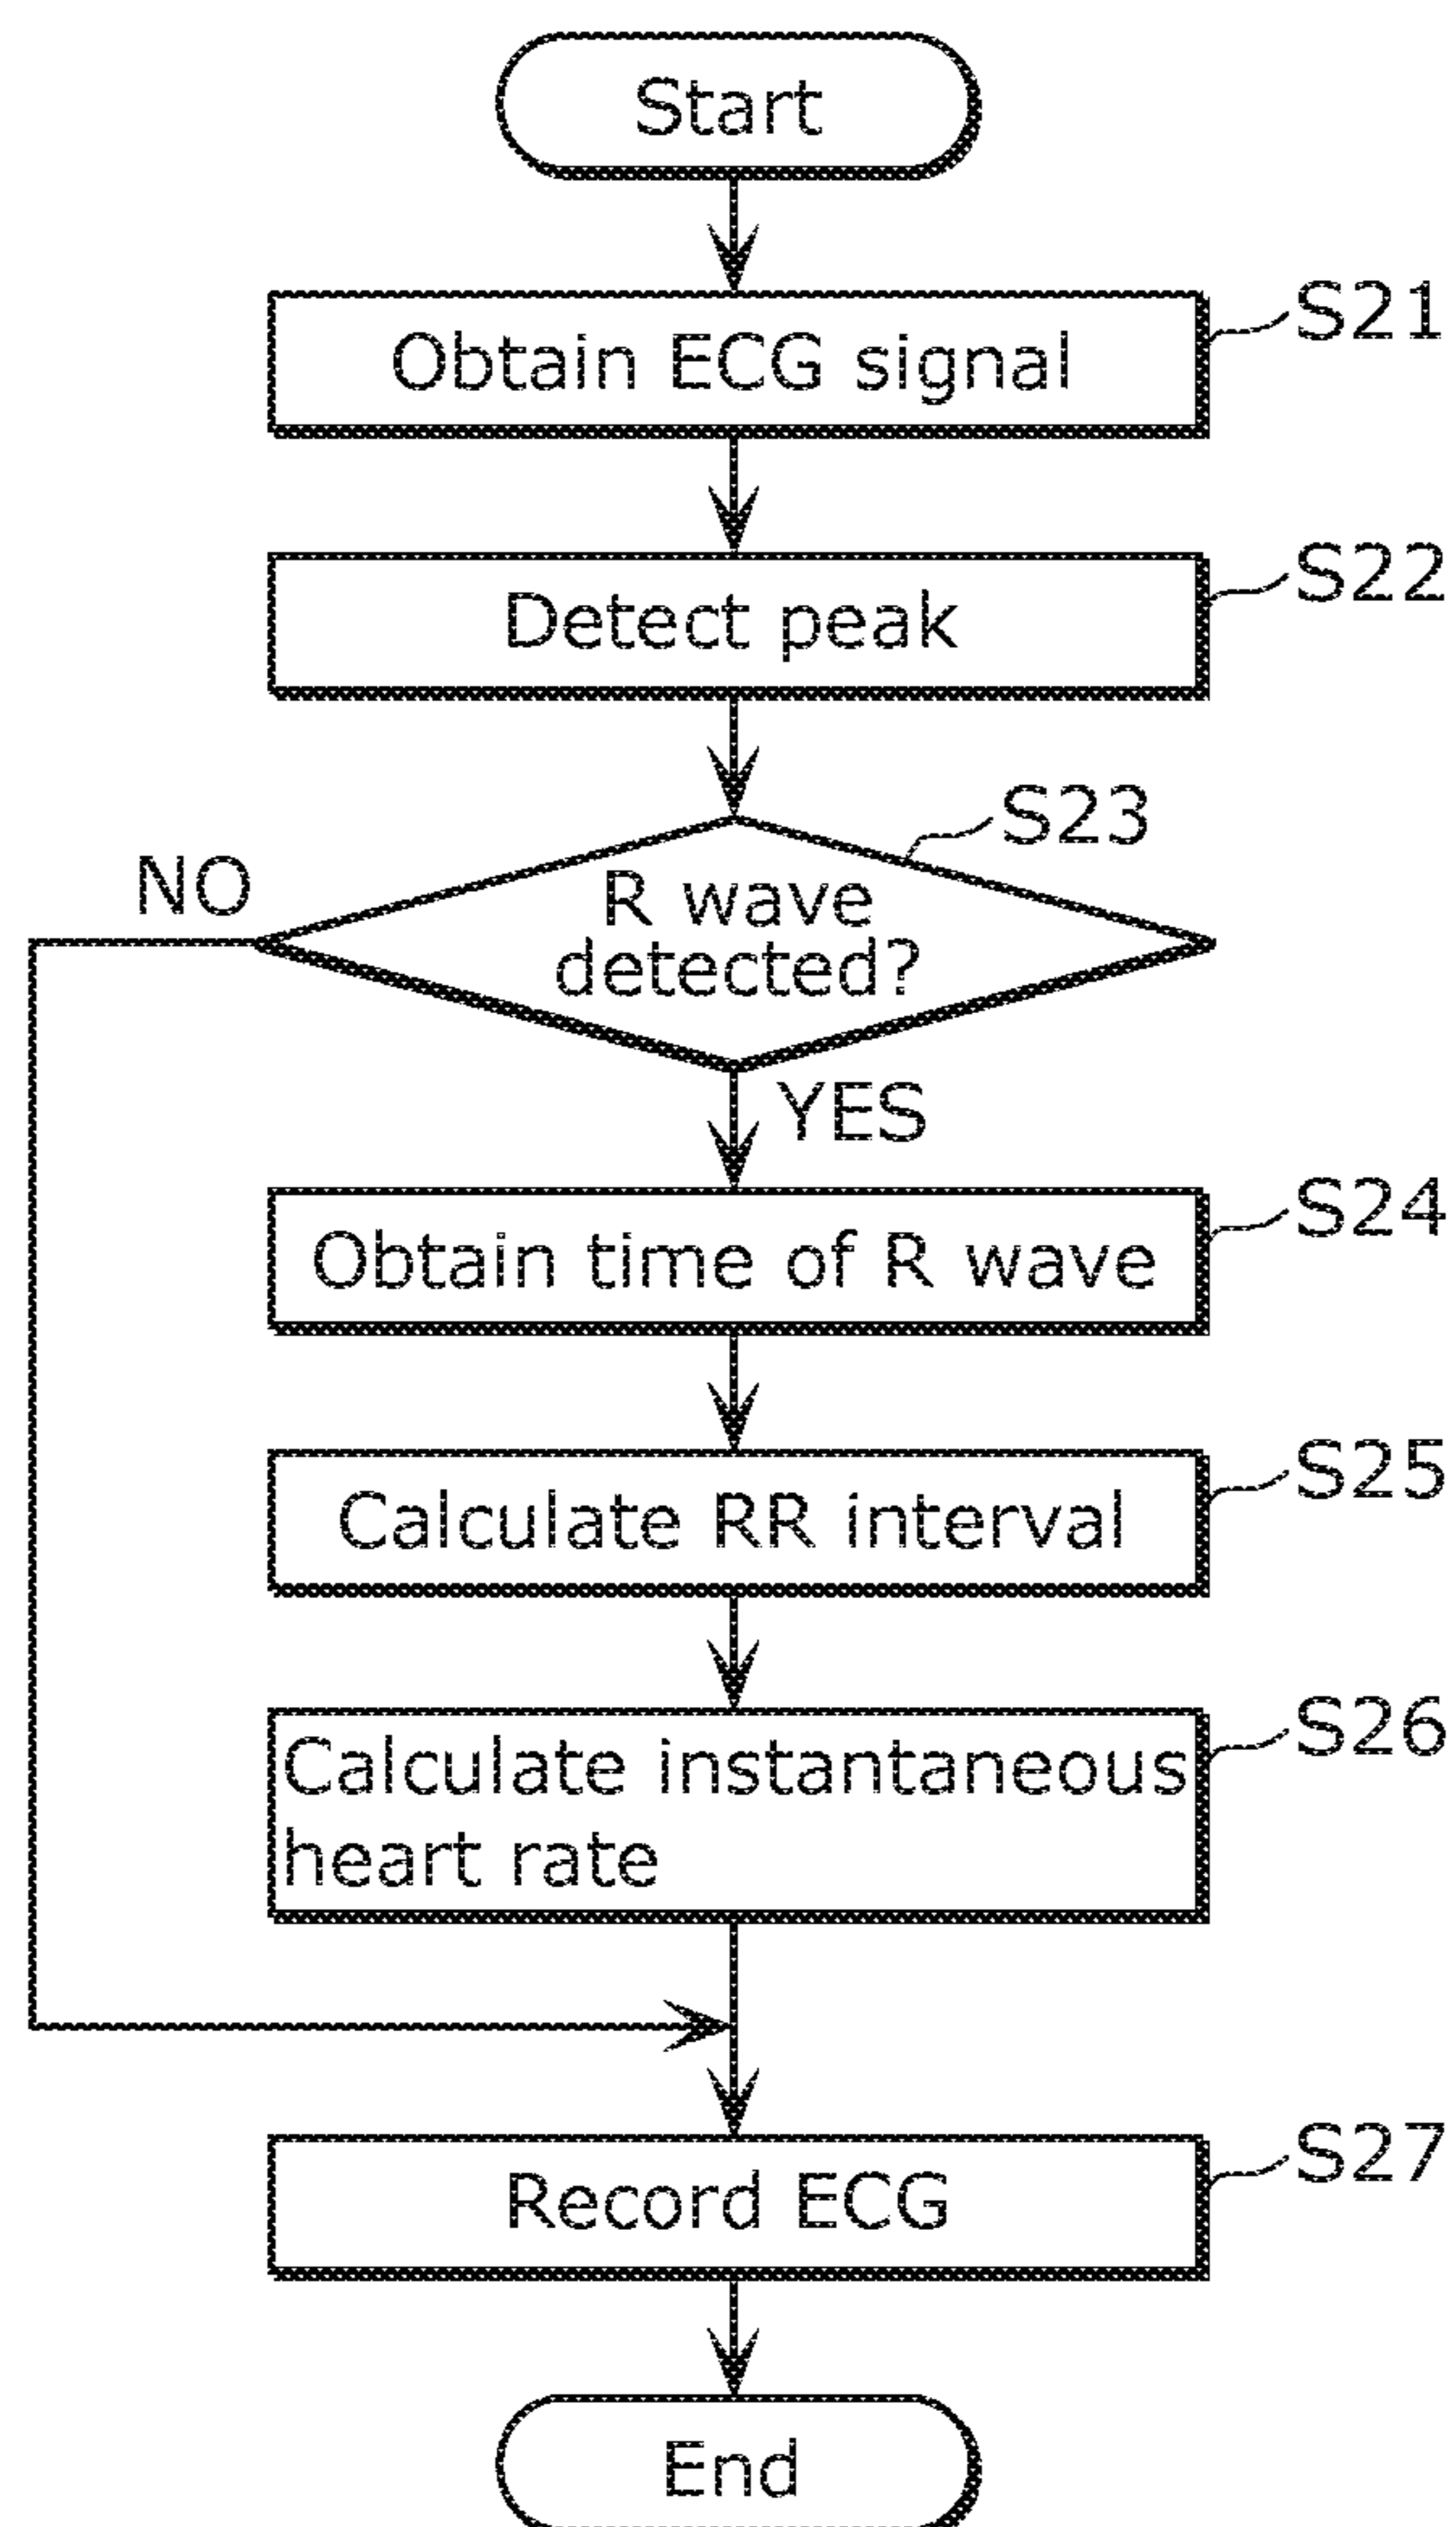 Start
Obtain ECG signal
S21
Detect peak
S22
S23
NO
R wave
detected?
YES
Obtain time of R wave
S24
Calculate RR interval
S25
Calculate instantaneous
heart rate
S26
Record ECG
S27
End